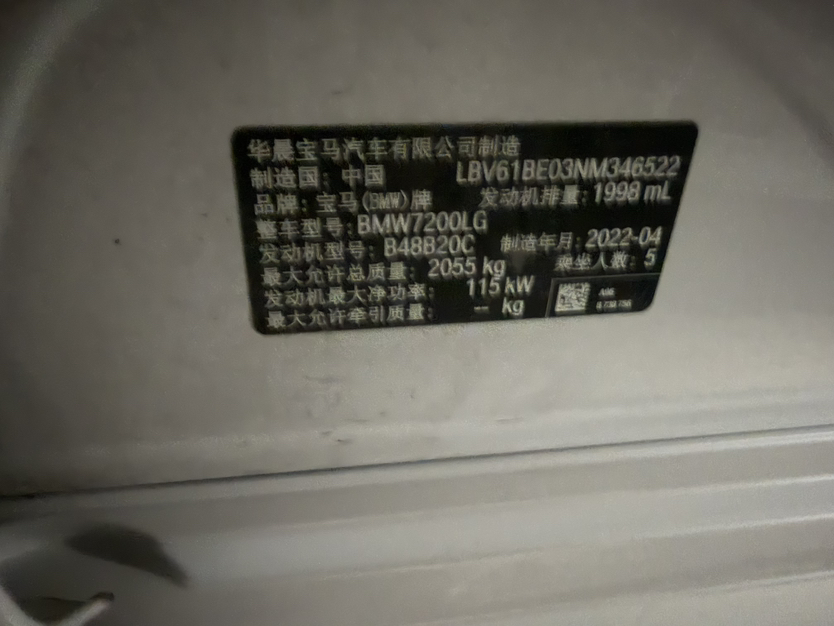 华晨宝马汽车有限公司制造
制造国：中国 LBV61BE03NM346522
品牌：宝马(BMW)牌 发动机排量：1998 mL
整车型号：BMW7200LG
发动机型号：B48B20C 制造年月：2022-04
最大允许总质量：2055 kg 乘坐人数：5
发动机最大净功率：115 kW
最大允许牵引质量：-- kg